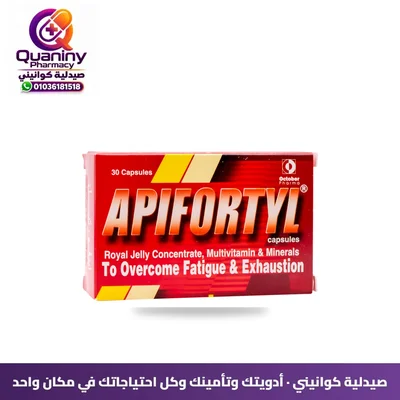 Quaniny
Pharmacy
صيدلية كوانيني
01036181518
30 Capsules
October
Pharma
APIFORTYL®
capsules
Royal Jelly Concentrate, Multivitamin & Minerals
To Overcome Fatigue & Exhaustion
صيدلية كوانيني - أدويتك وتأمينك وكل احتياجاتك في مكان واحد